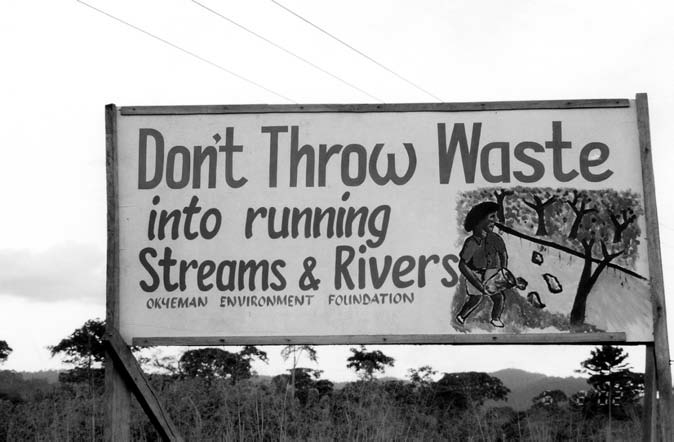 Don't Throw Waste
into running
Streams & Rivers
OKYEMAN ENVIRONMENT FOUNDATION